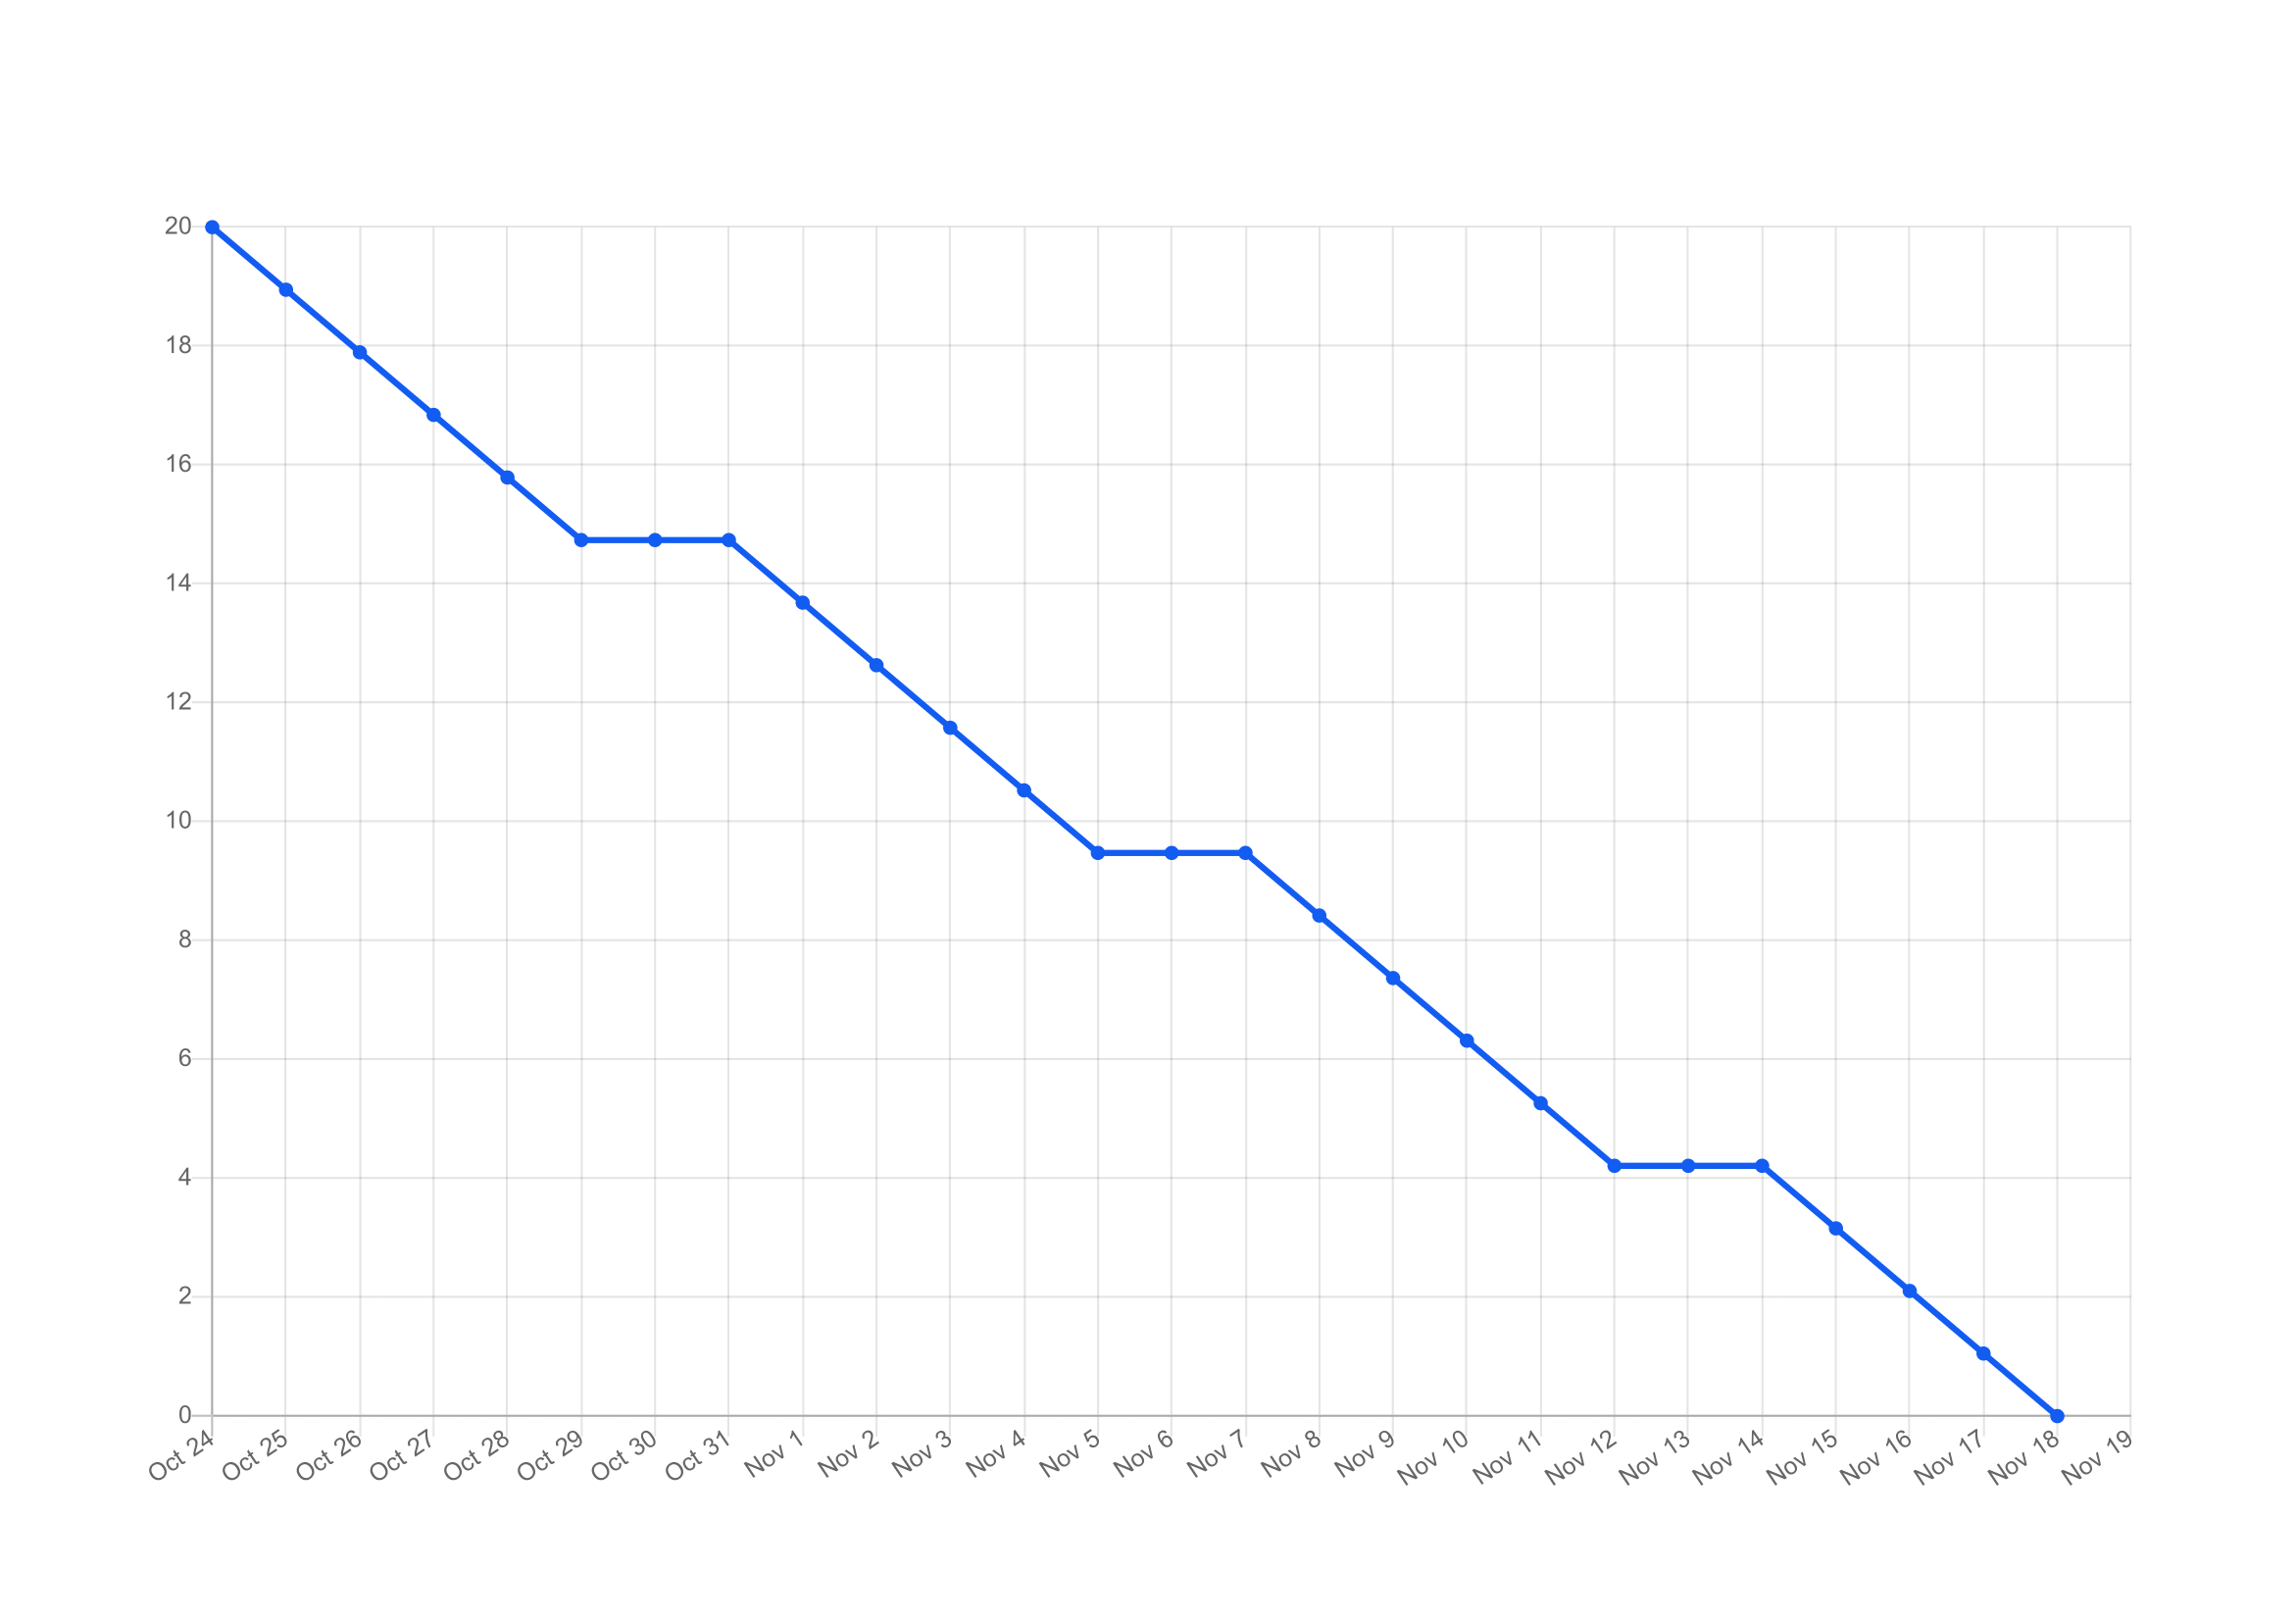 20
18
16
14
12
10
8
6
4
2
0
Oct 24
Oct 25
Oct 26
Oct 27
Oct 28
Oct 29
Oct 30
Oct 31
Nov 1
Nov 2
Nov 3
Nov 4
Nov 5
Nov 6
Nov 7
Nov 8
Nov 9
Nov 10
Nov 11
Nov 12
Nov 13
Nov 14
Nov 15
Nov 16
Nov 17
Nov 18
Nov 19